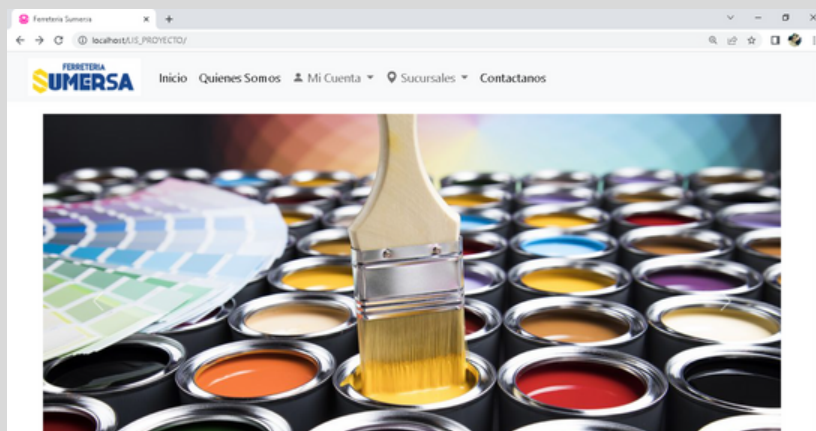 Ferreteria Sumersa
localhost/LIS_PROYECTO/
FERRETERIA
SUMERSA
Inicio Quienes Somos Mi Cuenta Sucursales Contactanos